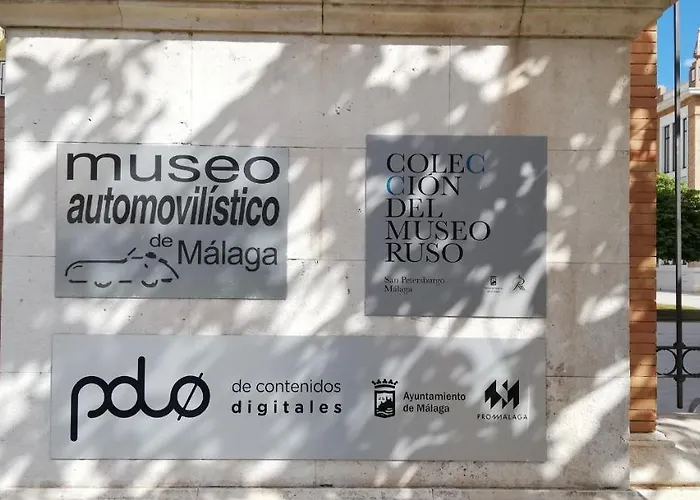 museo
automovilístico
de Málaga
COLEC
CIÓN
DEL
MUSEO
RUSO
San Petersburgo
Málaga
polo
de contenidos
digitales
Ayuntamiento
de Málaga
PROMÁLAGA